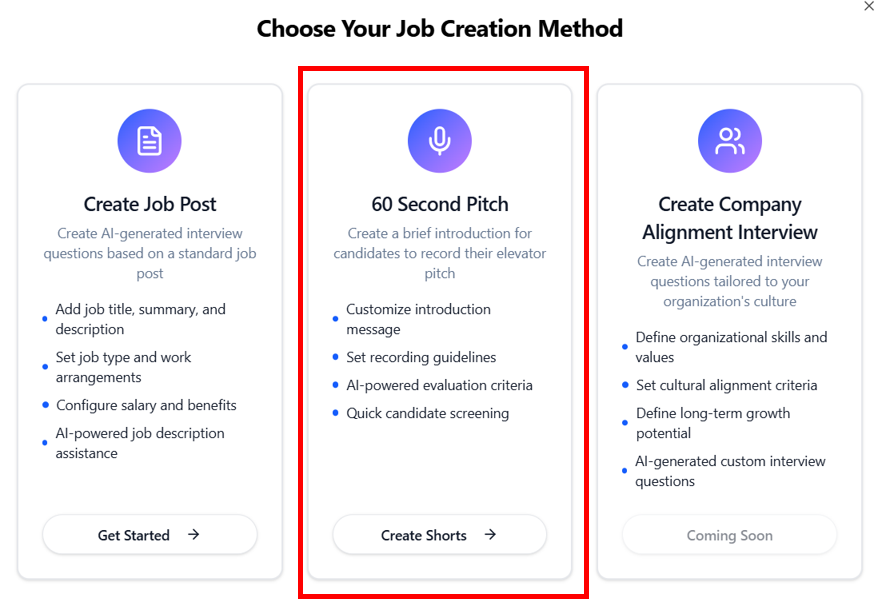 Choose Your Job Creation Method
Create Job Post
Create AI-generated interview
questions based on a standard job
post
Add job title, summary, and
description
Set job type and work
arrangements
Configure salary and benefits
AI-powered job description
assistance
Get Started
60 Second Pitch
Create a brief introduction for
candidates to record their elevator
pitch
Customize introduction
message
Set recording guidelines
AI-powered evaluation criteria
Quick candidate screening
Create Shorts
Create Company
Alignment Interview
Create AI-generated interview
questions tailored to your
organization's culture
Define organizational skills and
values
Set cultural alignment criteria
Define long-term growth
potential
AI-generated custom interview
questions
Coming Soon